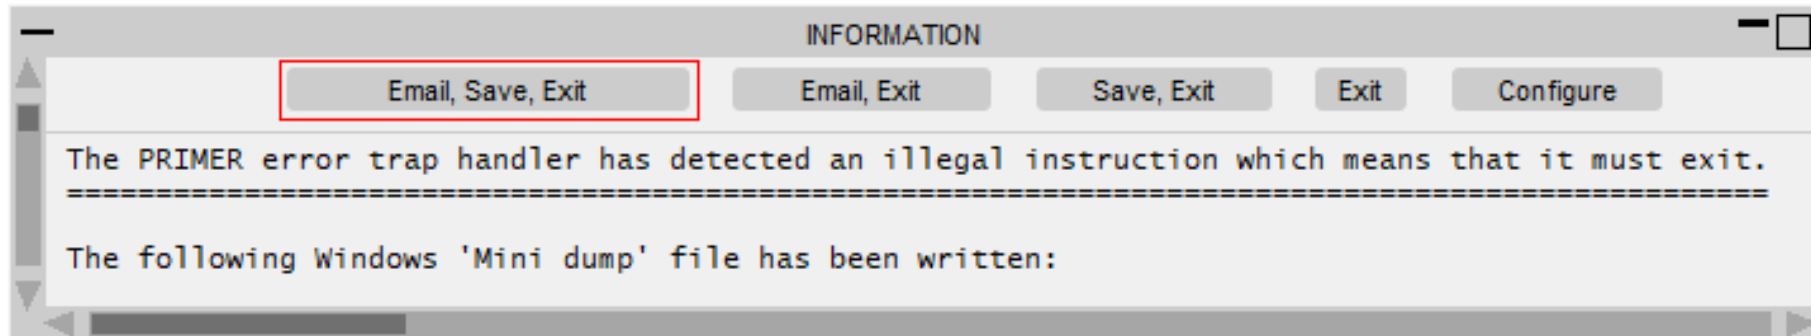 INFORMATION
Email, Save, Exit Email, Exit Save, Exit Exit Configure
The PRIMER error trap handler has detected an illegal instruction which means that it must exit.
================================================================================================
The following Windows 'Mini dump' file has been written: